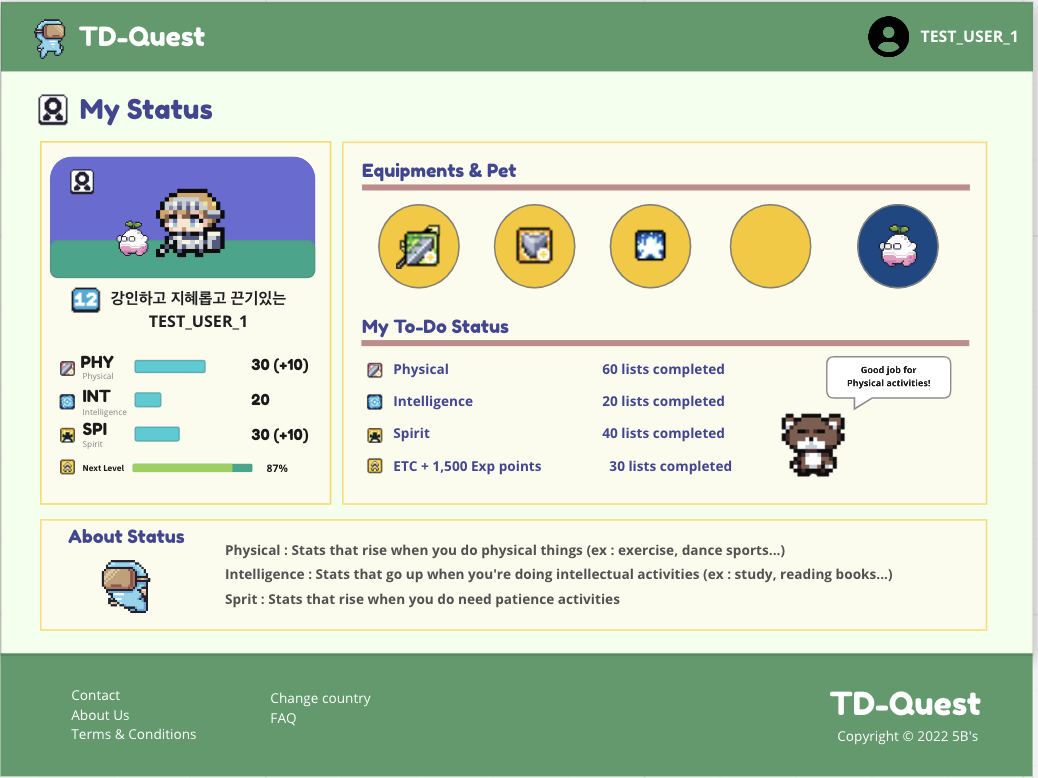 TD-Quest
TEST_USER_1
My Status
12 강인하고 지혜롭고 끈기있는
TEST_USER_1
PHY 30 (+10)
Physical
INT 20
Intelligence
SPI 30 (+10)
Spirit
Next Level 87%
Equipments & Pet
My To-Do Status
Physical 60 lists completed
Intelligence 20 lists completed
Spirit 40 lists completed
ETC + 1,500 Exp points 30 lists completed
Good job for
Physical activities!
About Status
Physical : Stats that rise when you do physical things (ex : exercise, dance sports...)
Intelligence : Stats that go up when you're doing intellectual activities (ex : study, reading books...)
Sprit : Stats that rise when you do need patience activities
Contact
About Us
Terms & Conditions
Change country
FAQ
TD-Quest
Copyright © 2022 5B's